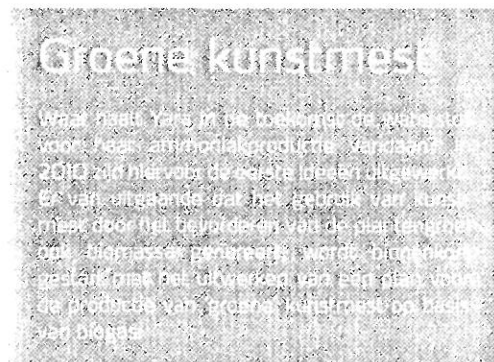 Groene kunstmest
Waar haalt Yara in de toekomst de waterstof
voor haar ammoniakproductie vandaan? In
2010 zijn hiervoor de eerste ideeën uitgewerkt.
Er van uitgaande dat het gebruik van kunst-
mest door het bevorderen van de plantengroei
ook biomassa genereert, wordt binnenkort
gestart met het uitwerken van een plan voor
de productie van 'groene' kunstmest op basis
van biogas!